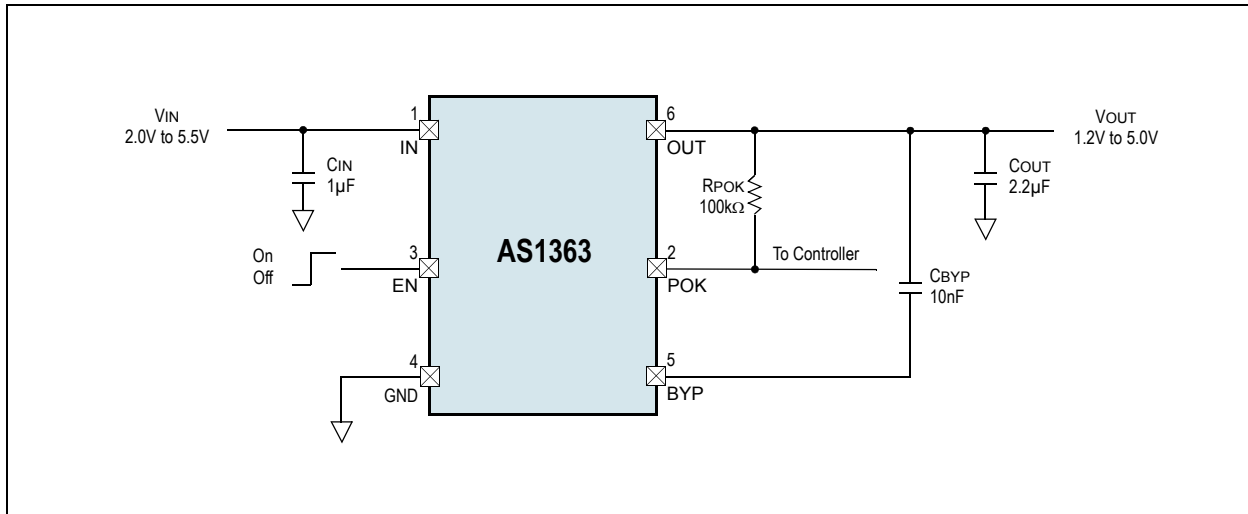 VIN
2.0V to 5.5V
CIN
1µF
On
Off
1
IN
3
EN
4
GND
AS1363
6
OUT
2
POK
5
BYP
RPOK
100kΩ
To Controller
CBYP
10nF
COUT
2.2µF
VOUT
1.2V to 5.0V